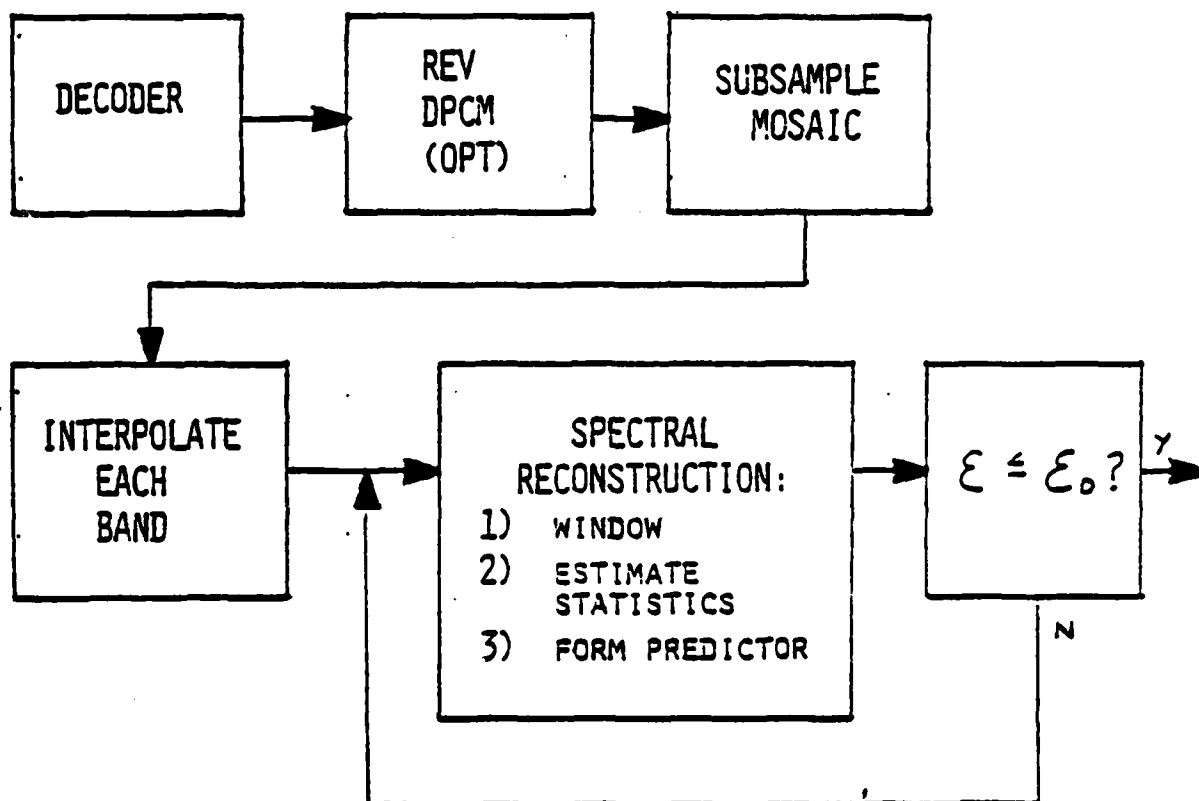 DECODER
REV
DPCM
(OPT)
SUBSAMPLE
MOSAIC
INTERPOLATE
EACH
BAND
SPECTRAL
RECONSTRUCTION:
1) WINDOW
2) ESTIMATE
STATISTICS
3) FORM PREDICTOR
ε ≤ ε₀?
Y
N